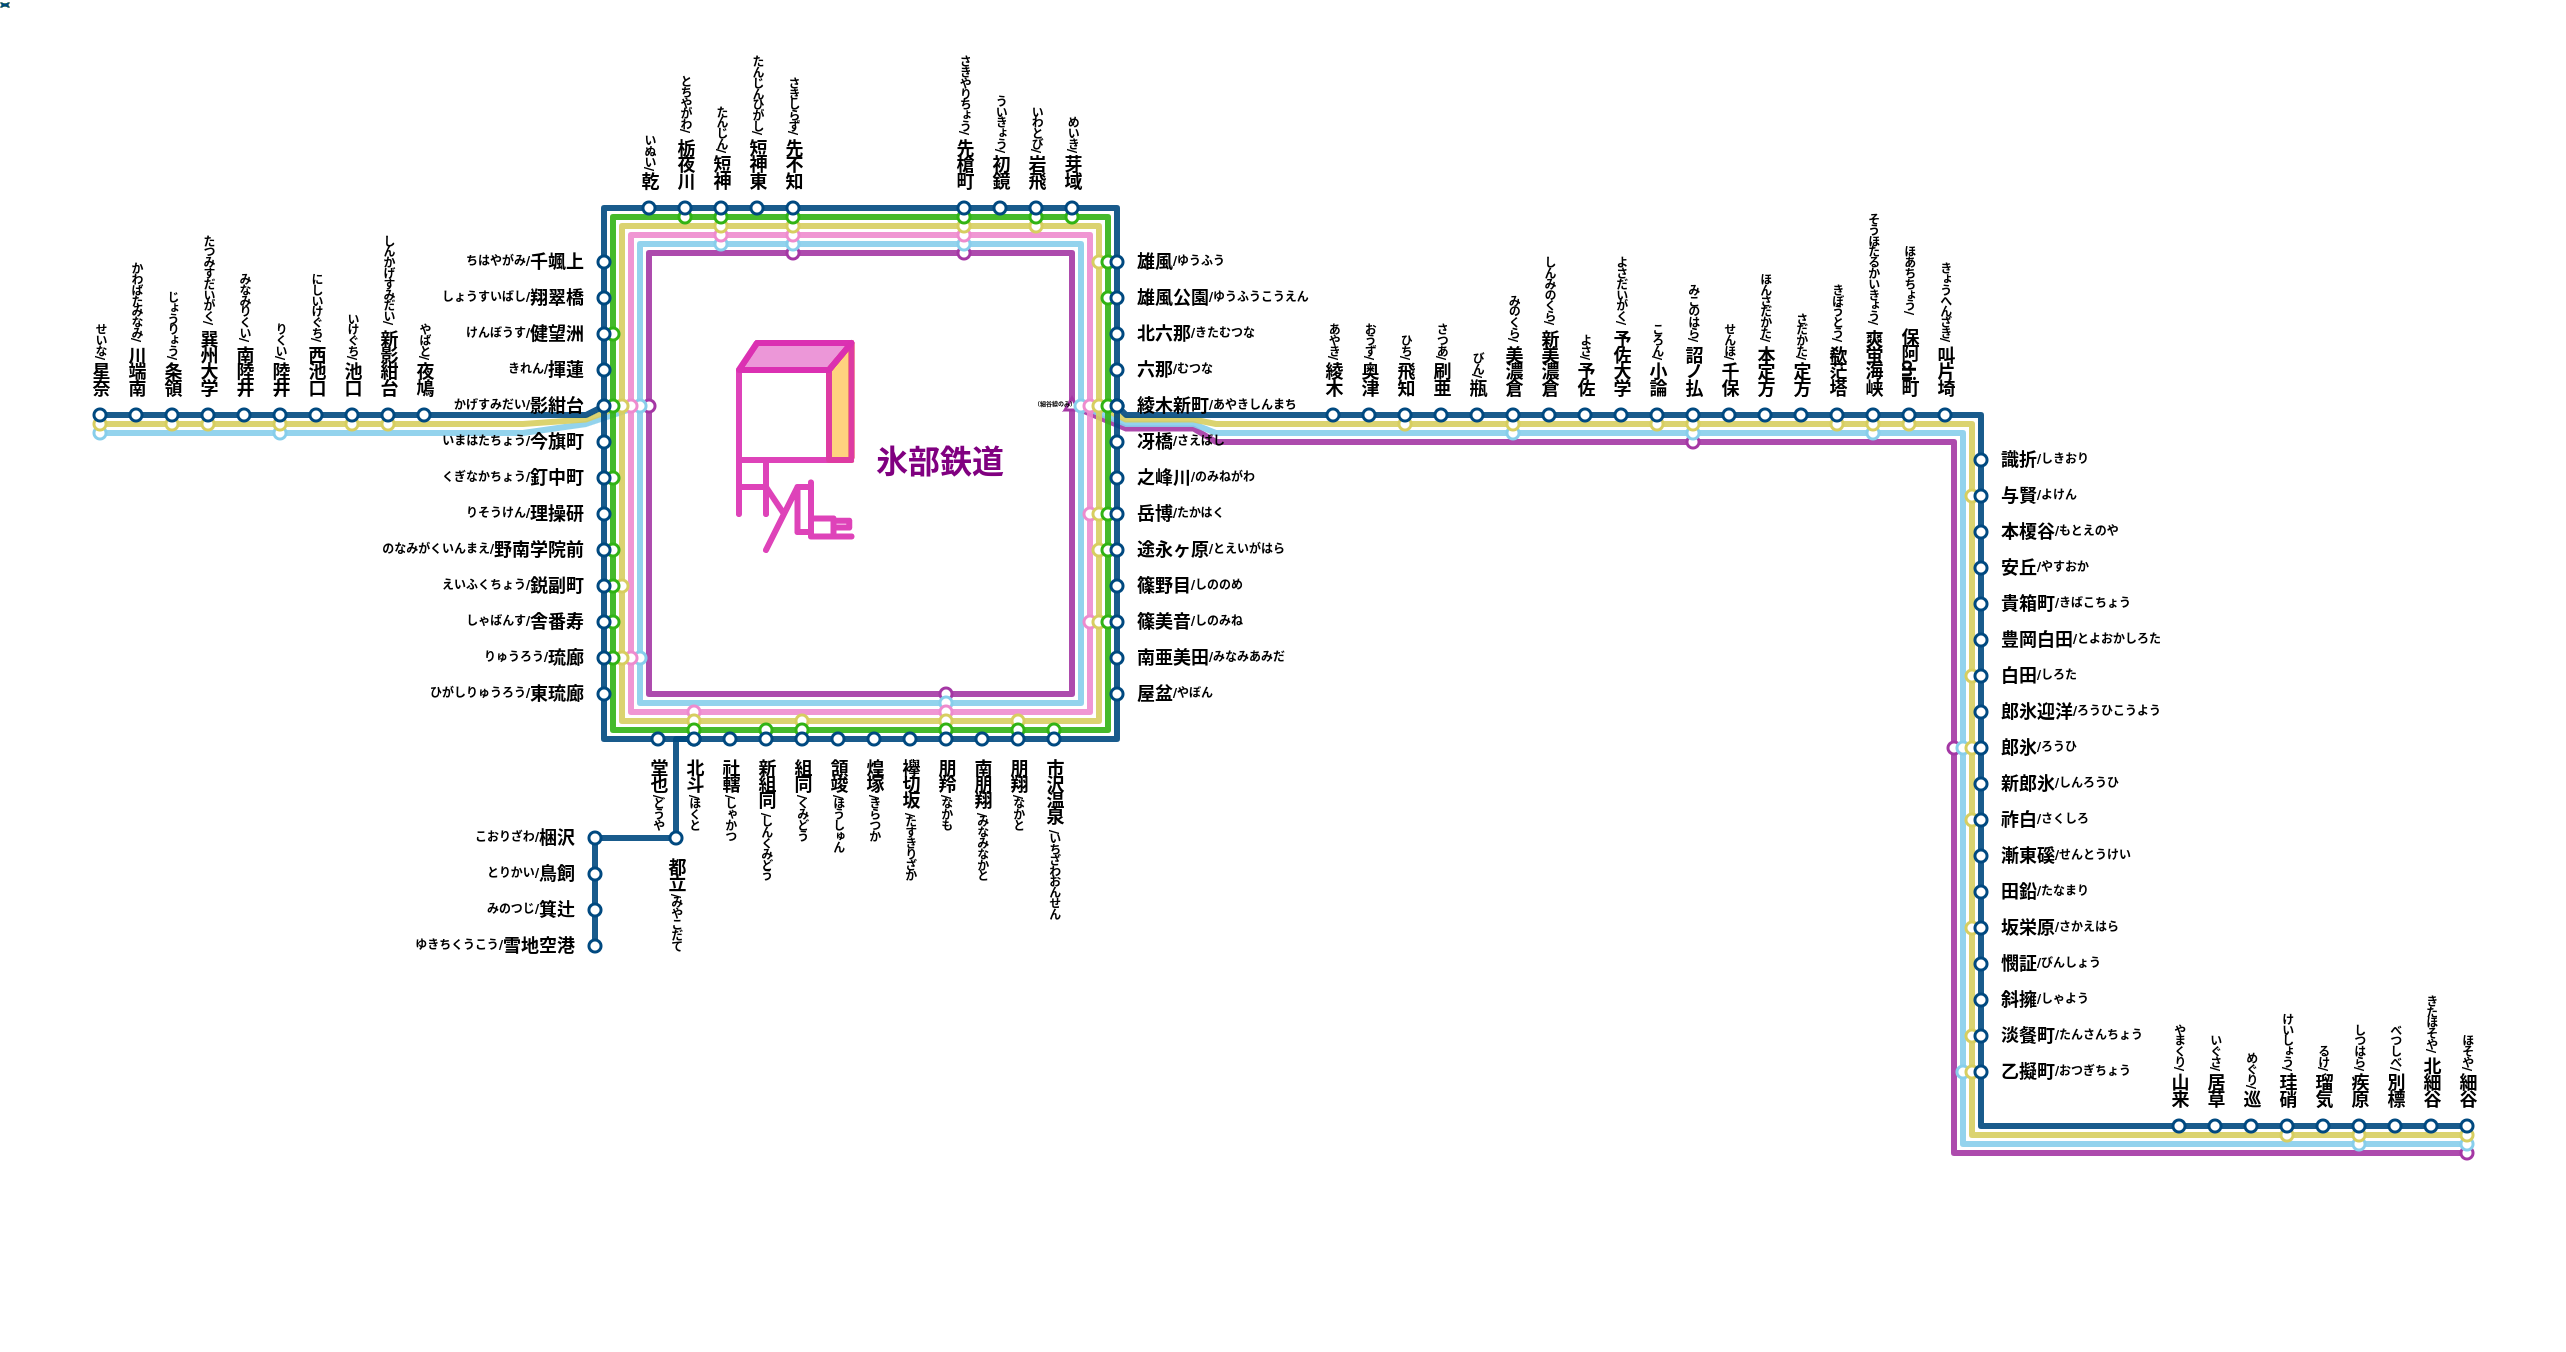 いぬい/乾
とちやがわ/栃夜川
たんじん/短神
たんじんひがし/短神東
さきしらず/先不知
さきやりちょう/先槍町
ういきょう/初鏡
いわとび/岩飛
めいき/芽域
せいな/星奈
かわばたみなみ/川端南
じょうりょう/条領
たつみすだいがく/巽州大学
みなみりくい/南陸井
りくい/陸井
にしいけぐち/西池口
いけぐち/池口
しんかげすみだい/新影紺台
やばと/夜鳩
ちはやがみ/千颯上
しょうすいばし/翔翠橋
けんぼうす/健望洲
きれん/揮蓮
かげすみだい/影紺台
いまはたちょう/今旗町
くぎなかちょう/釘中町
りそうけん/理操研
のなみがくいんまえ/野南学院前
えいふくちょう/鋭副町
しゃばんす/舎番寿
りゅうろう/琉廊
ひがしりゅうろう/東琉廊
氷部鉄道
雄風/ゆうふう
雄風公園/ゆうふうこうえん
北六那/きたむつな
六那/むつな
綾木新町/あやきしんまち
冴橋/さえばし
之峰川/のみねがわ
岳博/たかはく
途永ヶ原/とえいがはら
篠野目/しののめ
篠美音/しのみね
南亜美田/みなみあみだ
屋盆/やぼん
堂也/どうや
北斗/ほくと
社轄/しゃかつ
新組同/しんくみどう
組同/くみどう
頷竣/ほうしゅん
煌塚/きらつか
襷切坂/たすきりざか
朋羚/なかも
南朋翔/みなみなかと
朋翔/なかと
市沢温泉/いちざわおんせん
都立/みやこだて
こおりざわ/梱沢
とりかい/鳥飼
みのつじ/箕辻
ゆきちくうこう/雪地空港
あやき/綾木
おうず/奥津
ひち/飛知
さつあ/刷亜
びん/瓶
みのくら/美濃倉
しんみのくら/新美濃倉
よさ/予佐
よさだいがく/予佐大学
ころん/小論
みこのはら/詔ノ払
せんほ/千保
ほんさだかた/本定方
さだかた/定方
きぼうとう/欷茫塔
そうほたるかいきょう/爽蛍海峡
ほあちちょう/保阿cht町
きょうへんざき/叫片埼
識折/しきおり
与賢/よけん
本榎谷/もとえのや
安丘/やすおか
貴箱町/きばこちょう
豊岡白田/とよおかしろた
白田/しろた
郎氷迎洋/ろうひこうよう
郎氷/ろうひ
新郎氷/しんろうひ
祚白/さくしろ
漸東磎/せんとうけい
田鉛/たなまり
坂栄原/さかえはら
憫証/びんしょう
斜擁/しゃよう
淡餐町/たんさんちょう
乙擬町/おつぎちょう
やまくり/山来
いぐさ/居草
めぐり/巡
けいしょう/珪硝
るけ/瑠気
しつはら/疾原
べつしべ/別標
きたほそや/北細谷
ほそや/細谷